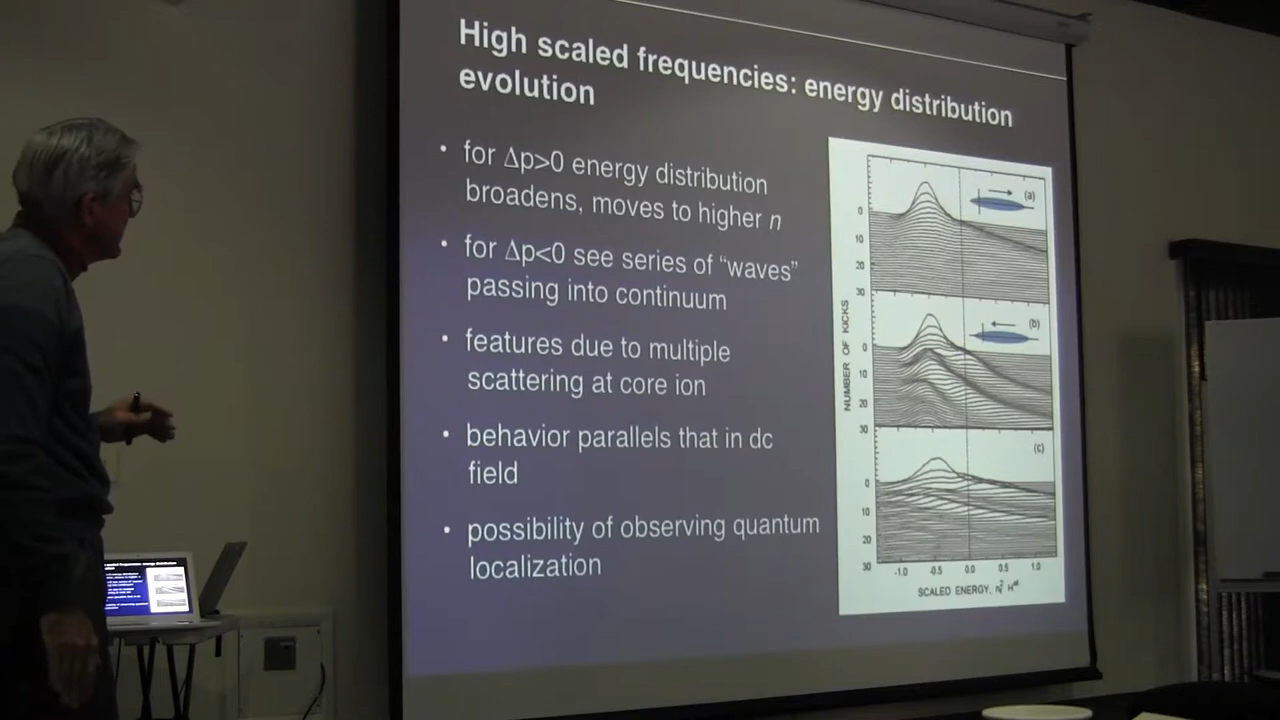 High scaled frequencies: energy distribution
evolution
• for Δp>0 energy distribution
broadens, moves to higher n
• for Δp<0 see series of “waves”
passing into continuum
• features due to multiple
scattering at core ion
• behavior parallels that in dc
field
• possibility of observing quantum
localization
NUMBER OF KICKS
(a)
0
10
20
30
(b)
0
10
20
30
(c)
0
10
20
30
-1.0 -0.5 0.0 0.5 1.0
SCALED ENERGY,